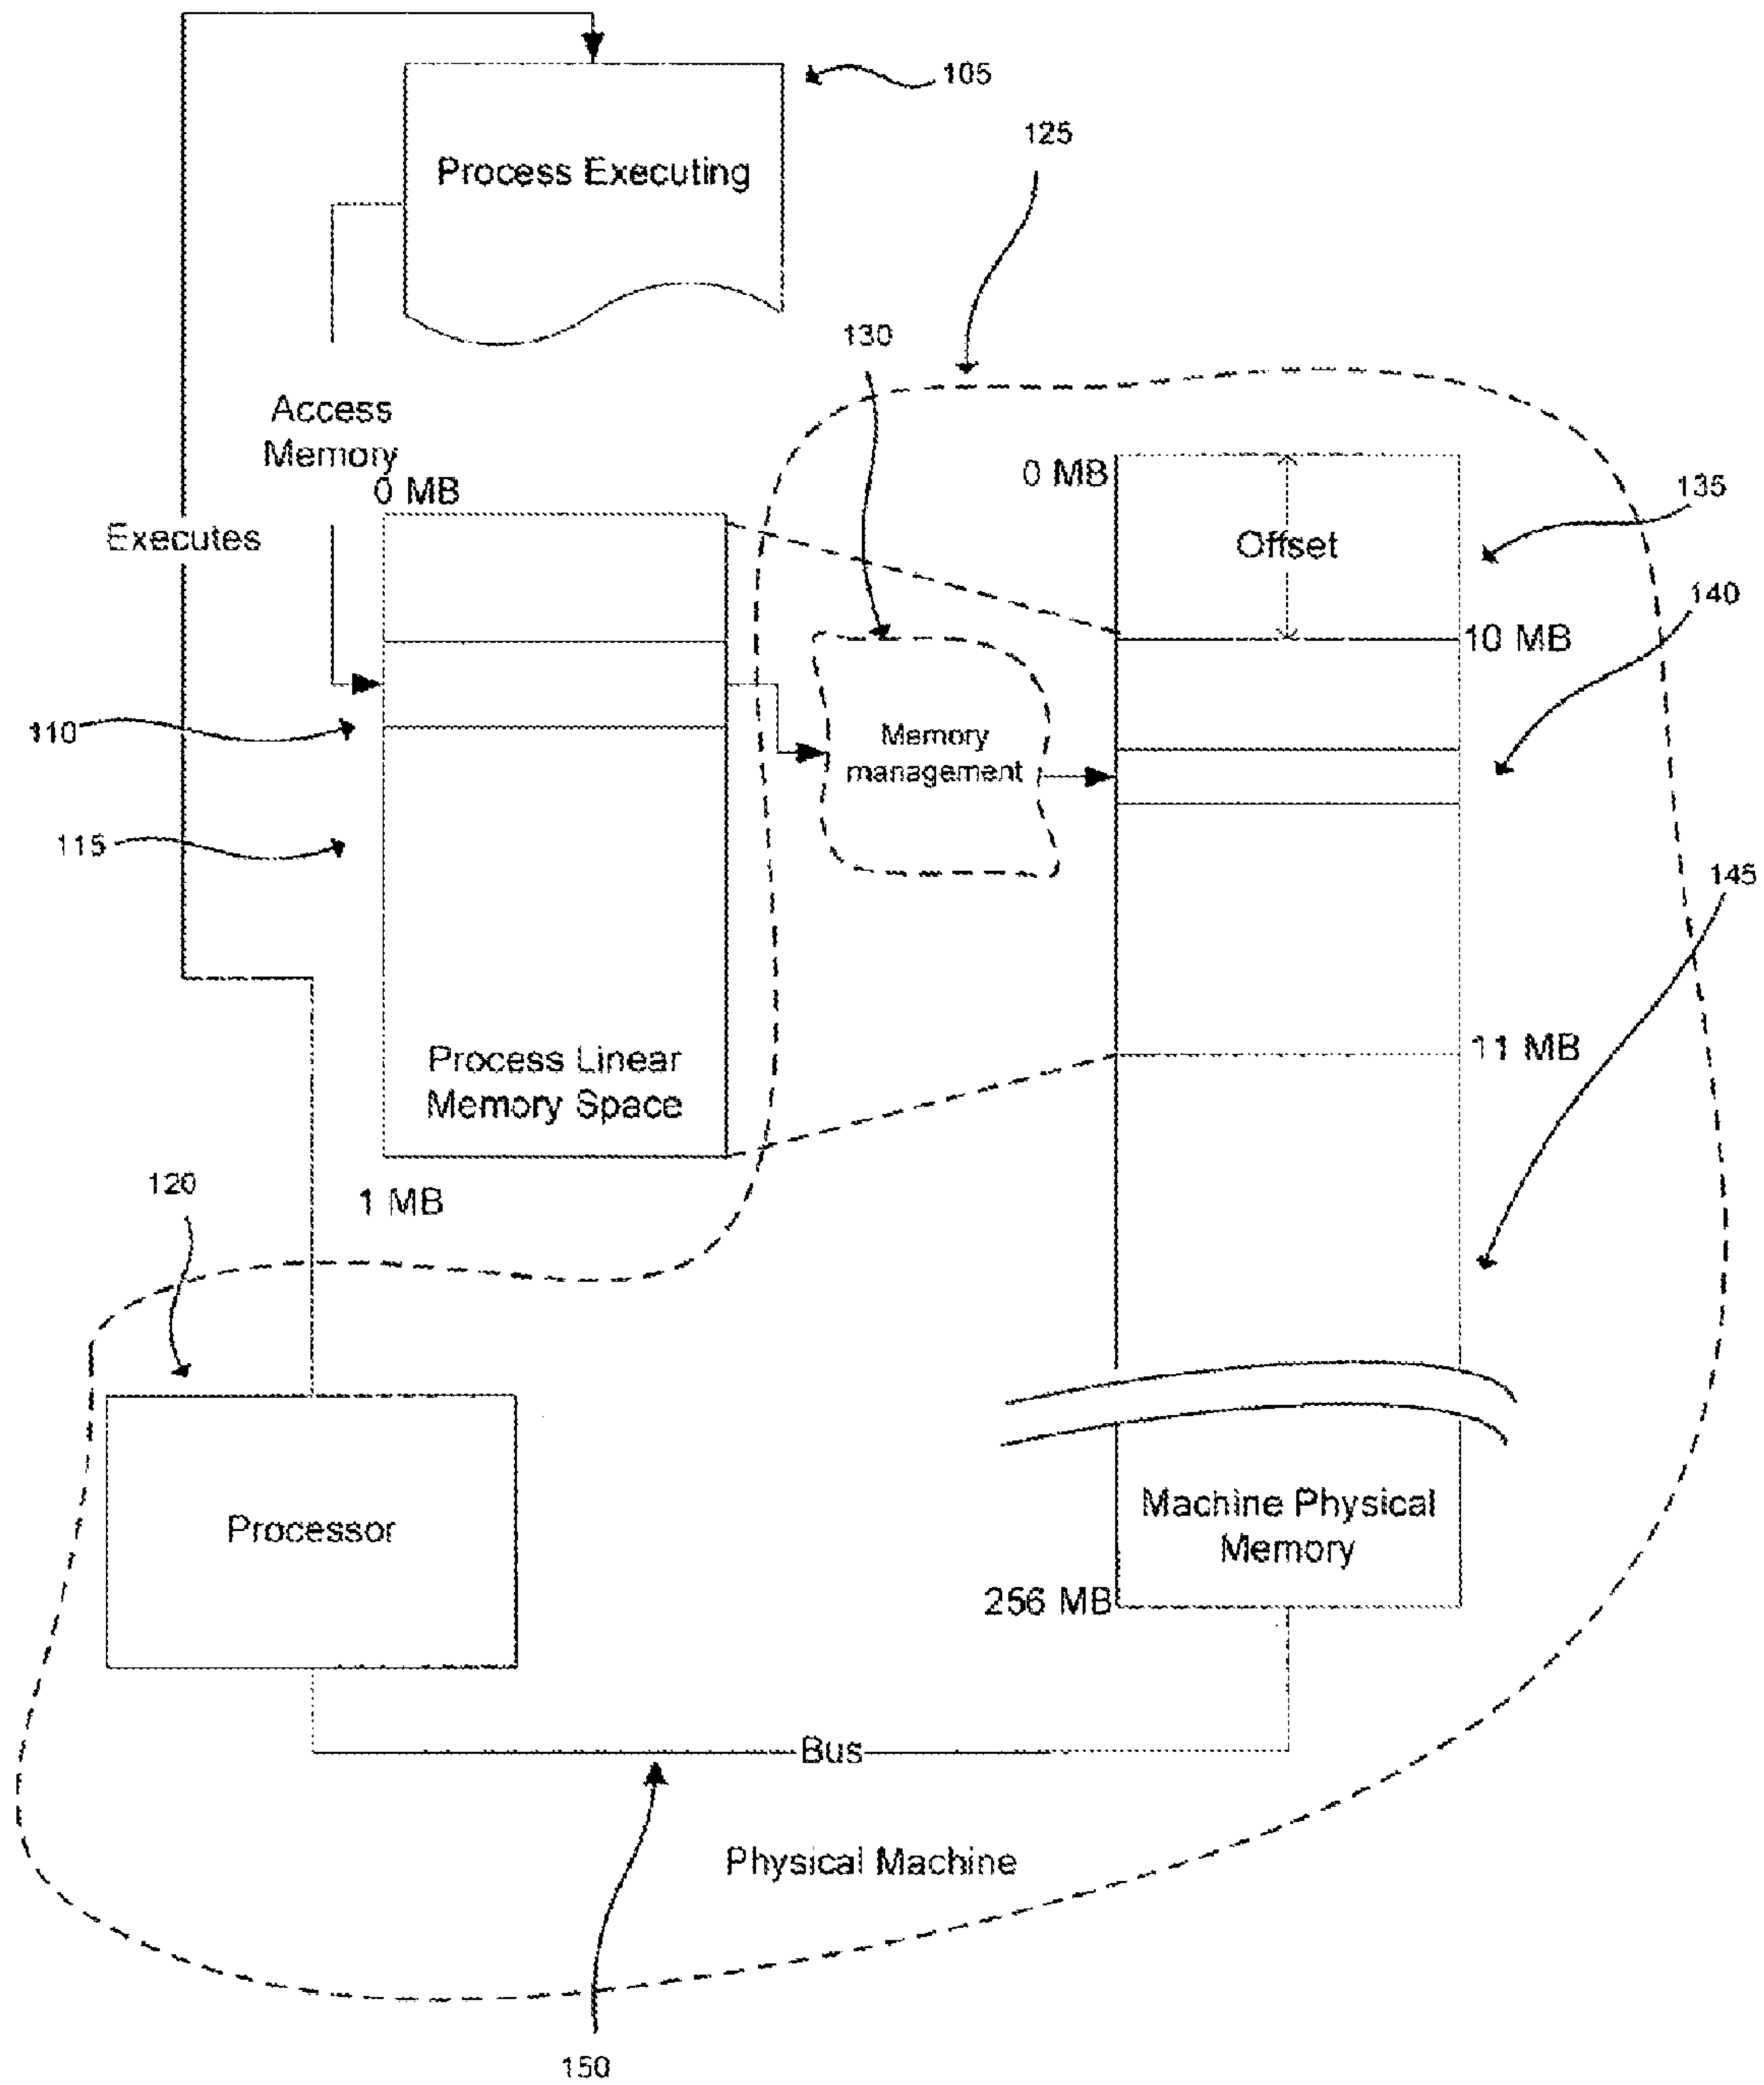 105
Process Executing
125
130
Access
Memory
0 MB
0 MB
135
Executes
Offset
140
10 MB
110
Memory
management
115
145
11 MB
Process Linear
Memory Space
120
1 MB
Machine Physical
Memory
Processor
256 MB
Bus
Physical Machine
150